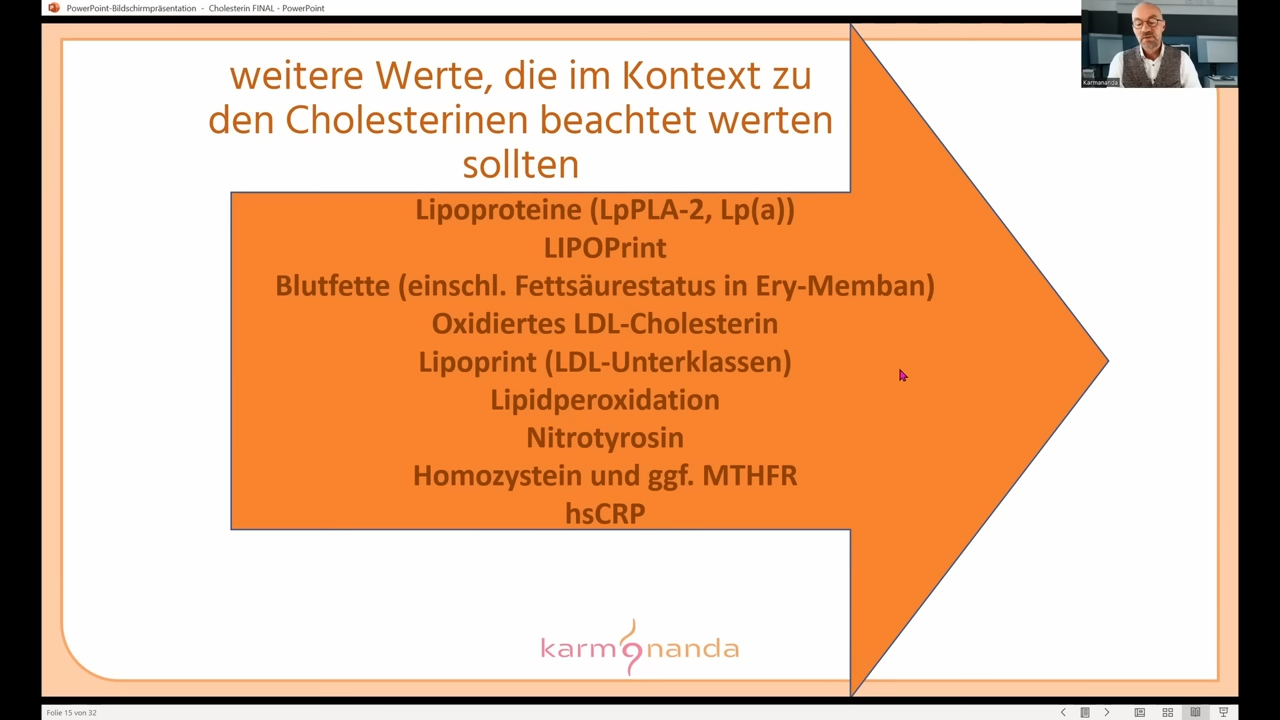 PowerPoint-Bildschirmpräsentation - Cholesterin FINAL - PowerPoint
Karmananda
weitere Werte, die im Kontext zu
den Cholesterinen beachtet werten
sollten
Lipoproteine (LpPLA-2, Lp(a))
LIPOPrint
Blutfette (einschl. Fettsäurestatus in Ery-Memban)
Oxidiertes LDL-Cholesterin
Lipoprint (LDL-Unterklassen)
Lipidperoxidation
Nitrotyrosin
Homozystein und ggf. MTHFR
hsCRP
karmananda
Folie 15 von 32